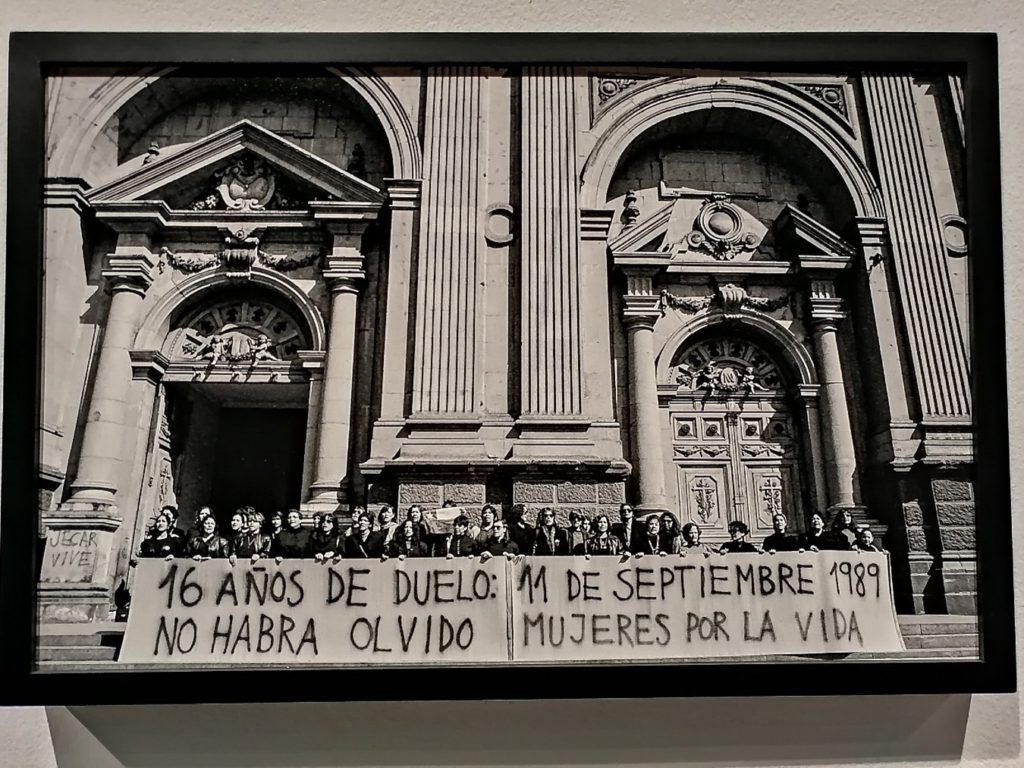 16 AÑOS DE DUELO:
NO HABRA OLVIDO
11 DE SEPTIEMBRE 1989
MUJERES POR LA VIDA
JECAR
VIVE